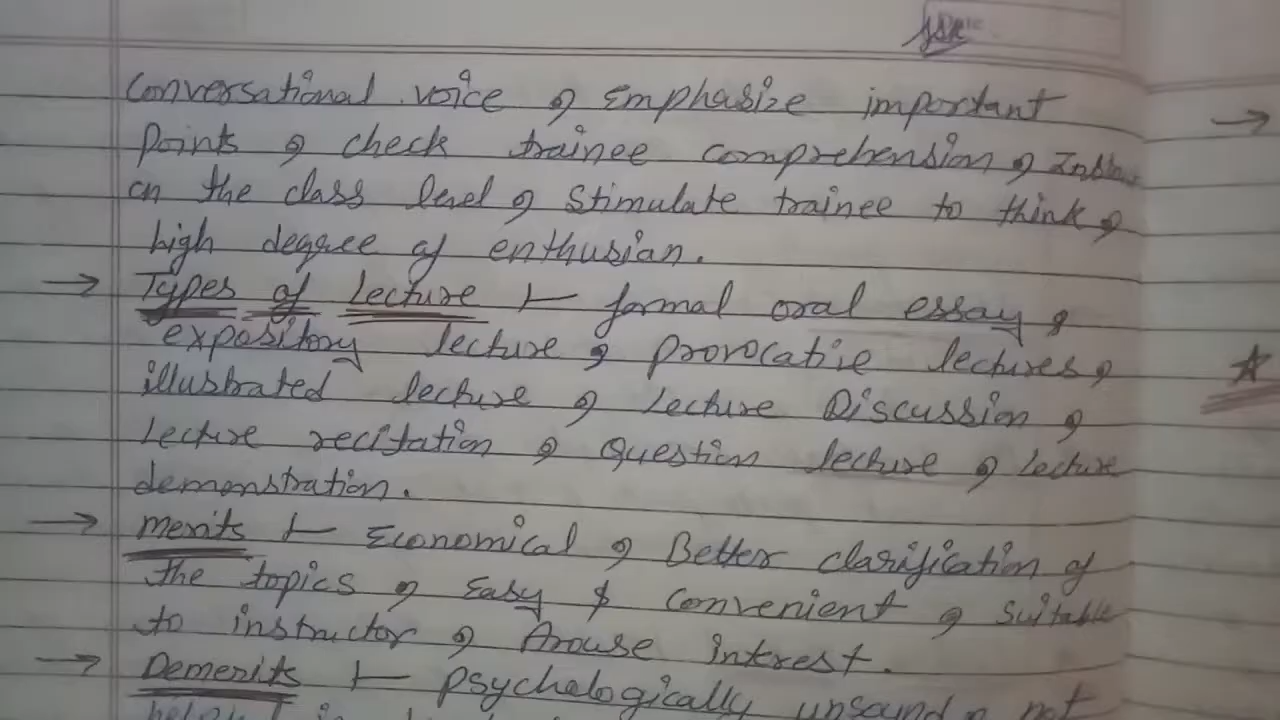 Conversational voice , Emphasize important
Points , check trainee comprehension ,
on the class level , Stimulate trainee to think ,
high degree of enthusian.
→ Types of Lecture :- formal oral essay ,
expository lecture , provocative lectures ,
illustrated lecture , Lecture Discussion ,
Lecture recitation , Question lecture , Lecture
demonstration.
→ merits :- Economical , Better clarification of
the topics , Easy & Convenient , Suitable
to instructor , Arouse interest.
→ Demerits :- Psychologically unsound , not